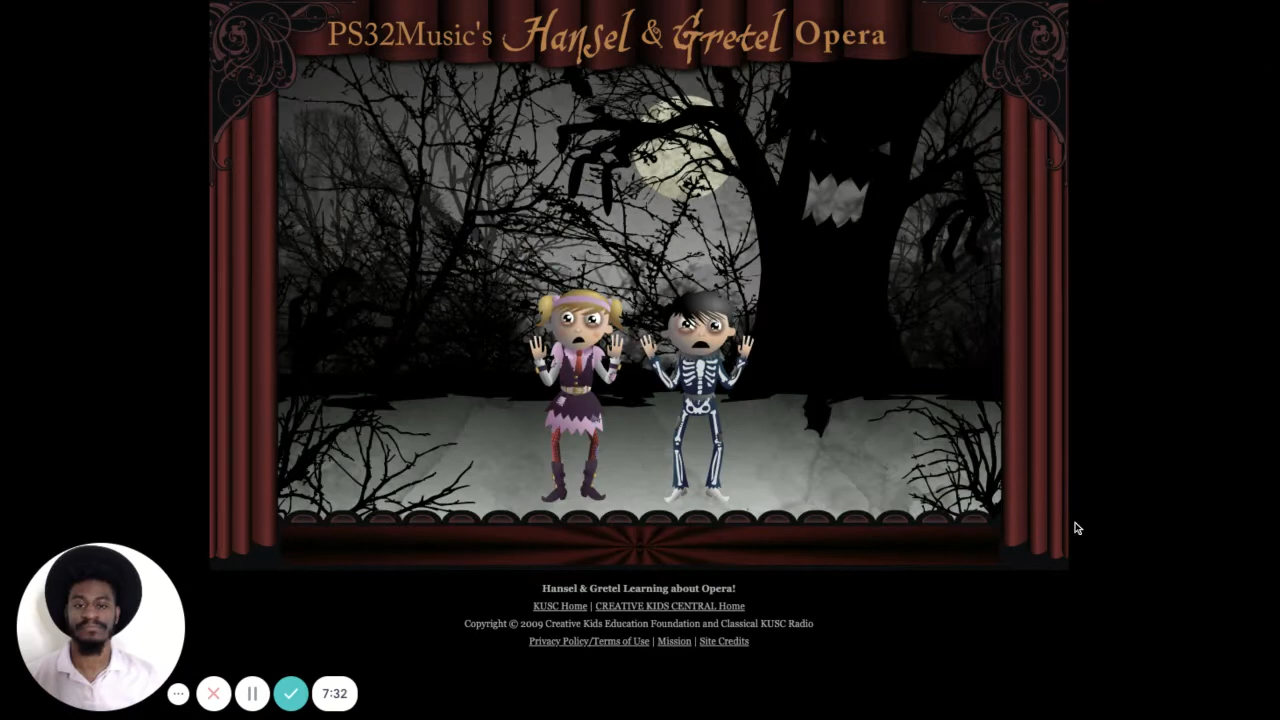 PS32Music's Hansel & Gretel Opera
Hansel & Gretel Learning about Opera!
KUSC Home | CREATIVE KIDS CENTRAL Home
Copyright © 2009 Creative Kids Education Foundation and Classical KUSC Radio
Privacy Policy/Terms of Use | Mission | Site Credits
7:32